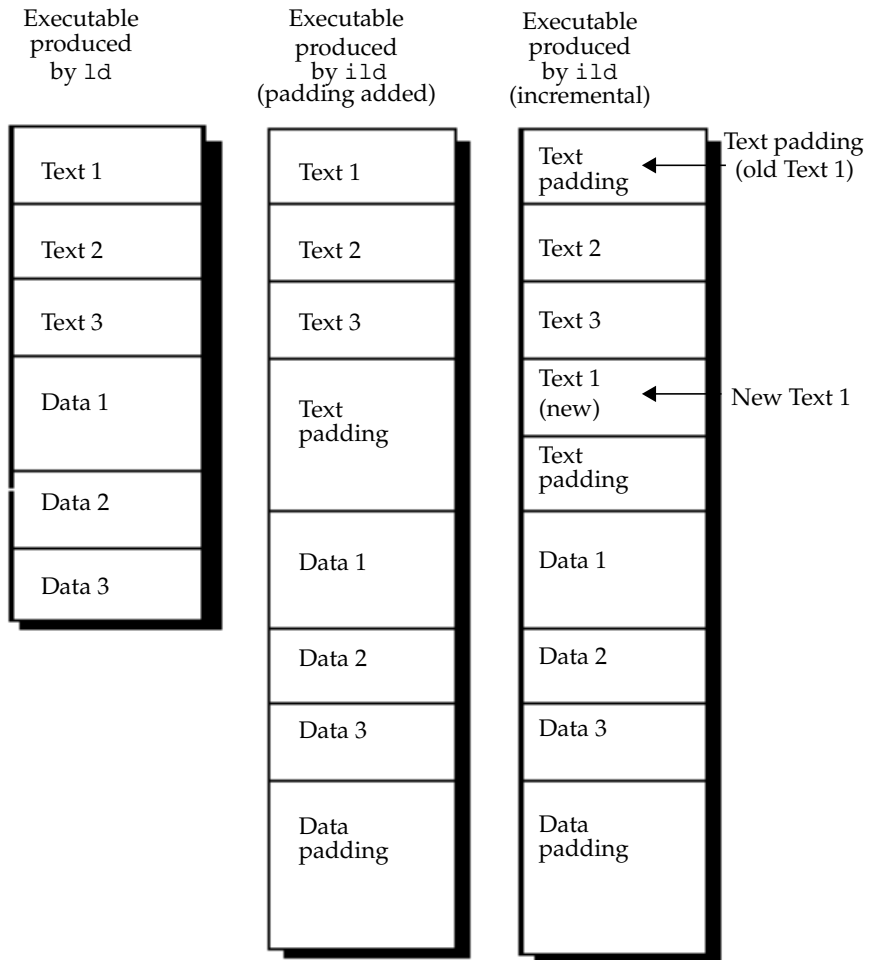 Executable
produced
by ld
Text 1
Text 2
Text 3
Data 1
Data 2
Data 3
Executable
produced
by ild
(padding added)
Text 1
Text 2
Text 3
Text
padding
Data 1
Data 2
Data 3
Data
padding
Executable
produced
by ild
(incremental)
Text
padding
Text padding
(old Text 1)
Text 2
Text 3
Text 1
(new)
New Text 1
Text
padding
Data 1
Data 2
Data 3
Data
padding